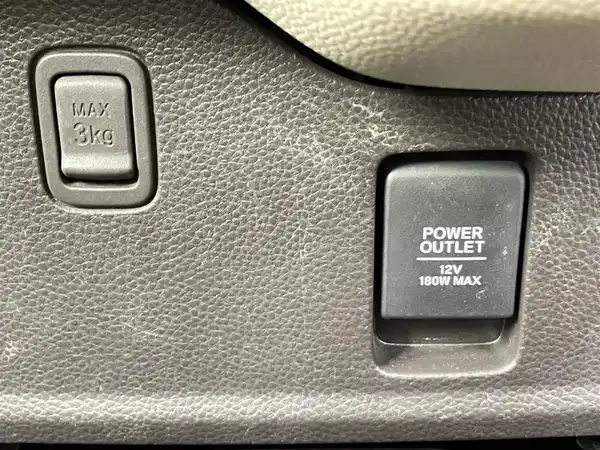 MAX
3kg
POWER
OUTLET
12V
180W MAX